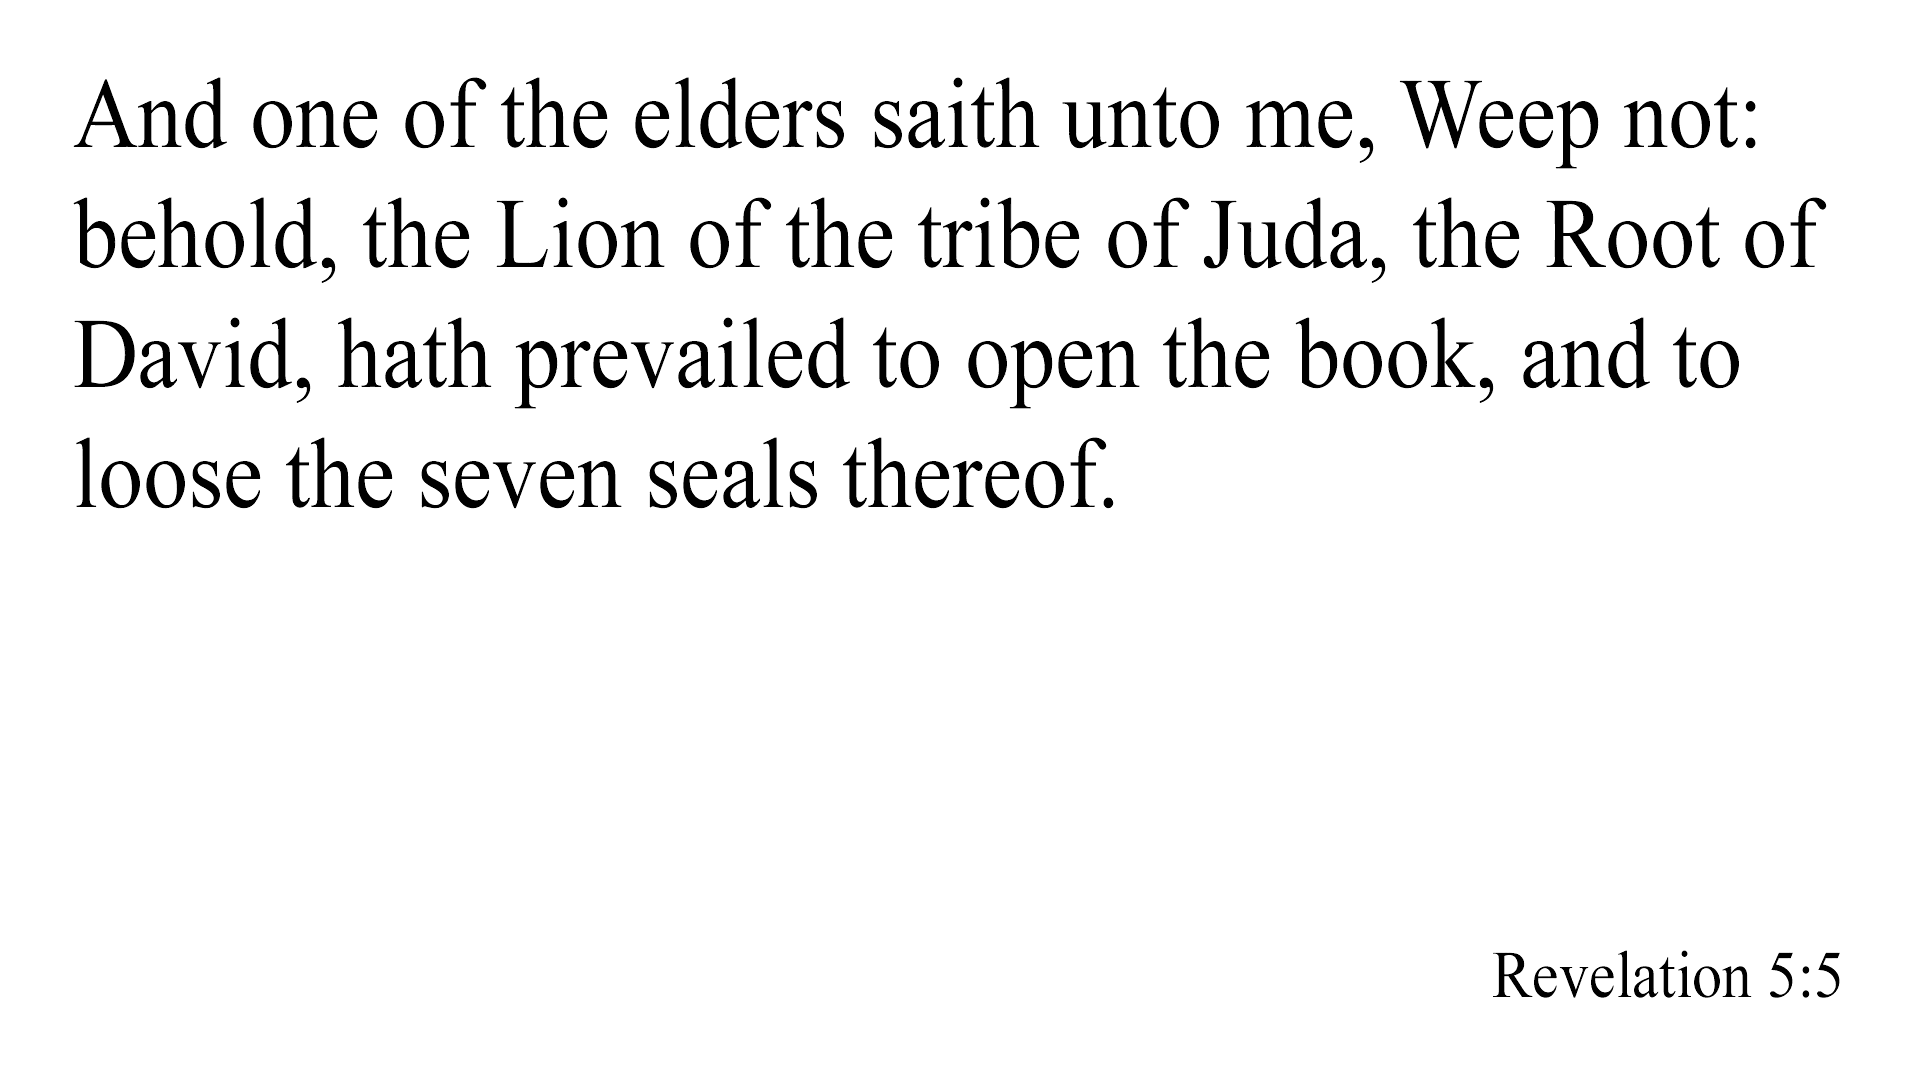 And one of the elders saith unto me, Weep not:
behold, the Lion of the tribe of Juda, the Root of
David, hath prevailed to open the book, and to
loose the seven seals thereof.
Revelation 5:5